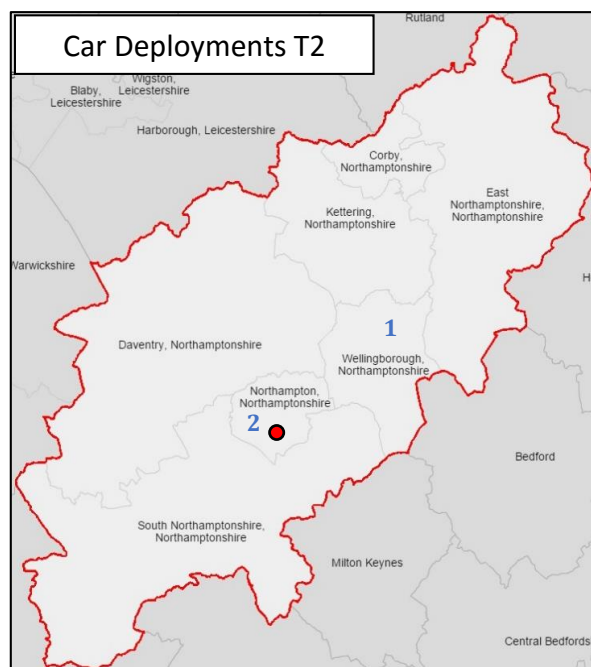 Car Deployments T2
Rutland
Wigston,
Leicestershire
Blaby,
Leicestershire
Harborough, Leicestershire
Corby,
Northamptonshire
East
Northamptonshire,
Northamptonshire
Kettering,
Northamptonshire
Warwickshire
H
1
Daventry, Northamptonshire
Wellingborough,
Northamptonshire
Northampton,
Northamptonshire
2
Bedford
South Northamptonshire,
Northamptonshire
Milton Keynes
Central Bedfords